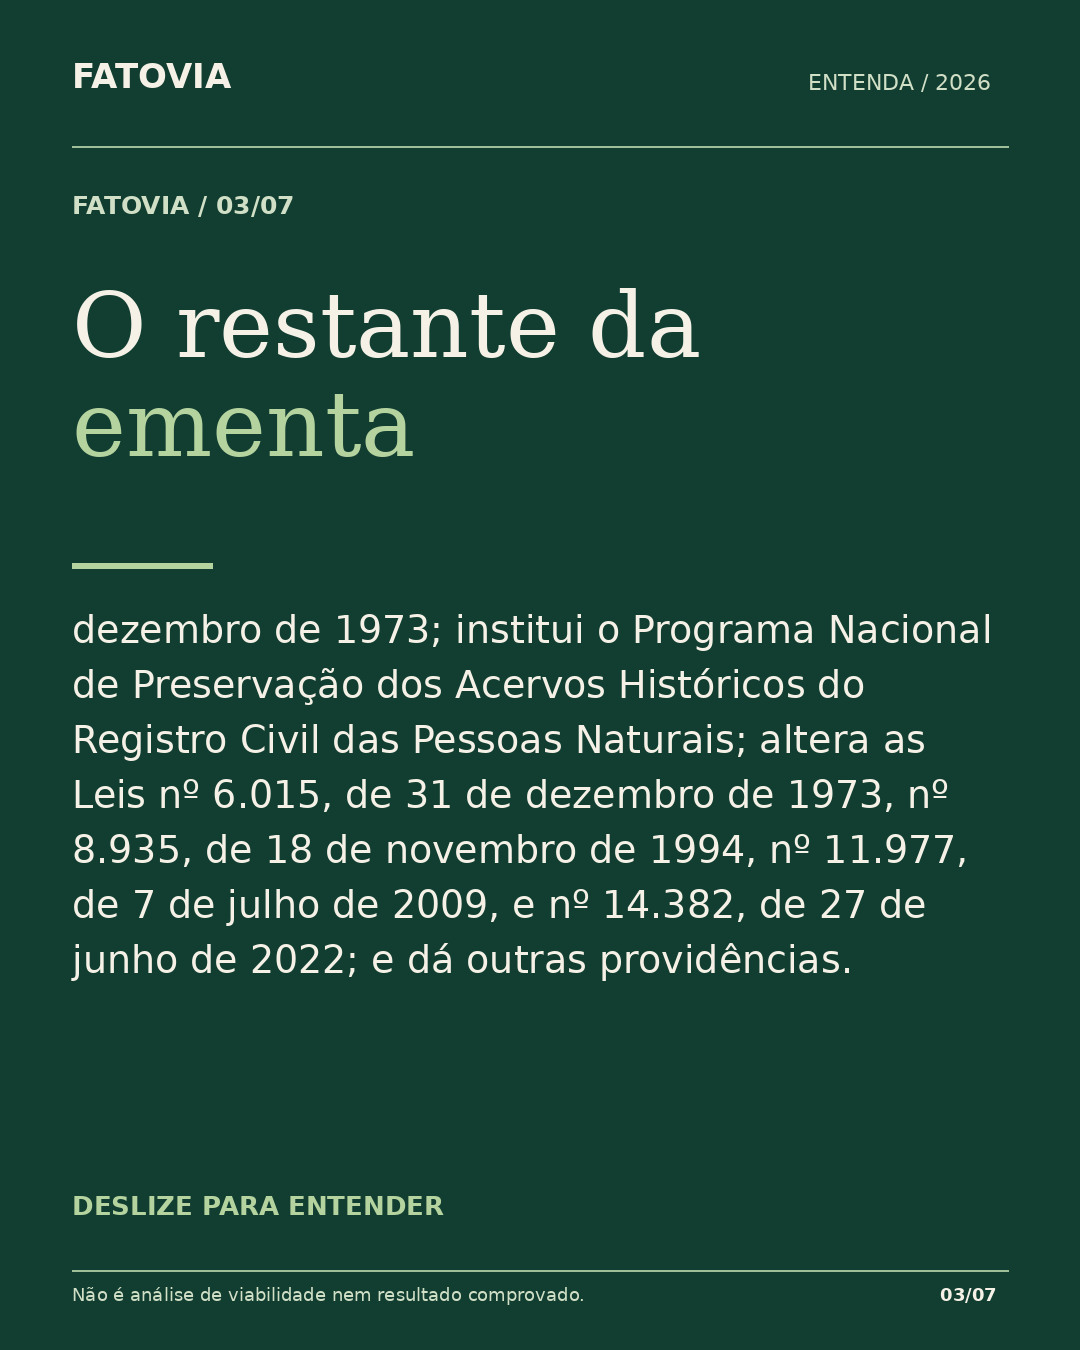 FATOVIA
ENTENDA / 2026
FATOVIA / 03/07
O restante da
ementa
dezembro de 1973; institui o Programa Nacional
de Preservação dos Acervos Históricos do
Registro Civil das Pessoas Naturais; altera as
Leis nº 6.015, de 31 de dezembro de 1973, nº
8.935, de 18 de novembro de 1994, nº 11.977,
de 7 de julho de 2009, e nº 14.382, de 27 de
junho de 2022; e dá outras providências.
DESLIZE PARA ENTENDER
Não é análise de viabilidade nem resultado comprovado.
03/07